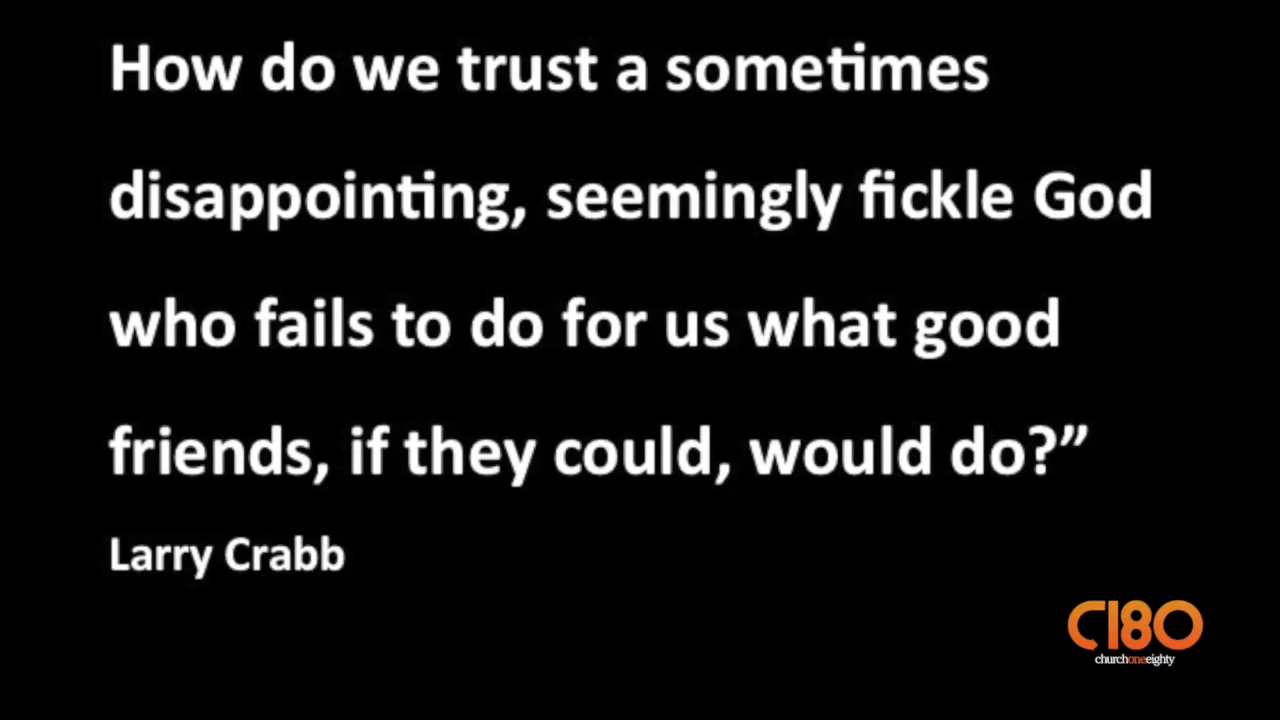 How do we trust a sometimes
disappointing, seemingly fickle God
who fails to do for us what good
friends, if they could, would do?”
Larry Crabb
C180
churchoneeighty